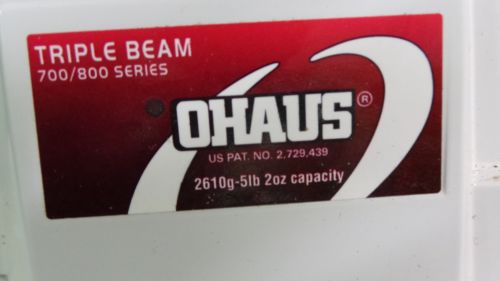 TRIPLE BEAM
700/800 SERIES
OHAUS®
US PAT. NO. 2,729,439
2610g-5lb 2oz capacity